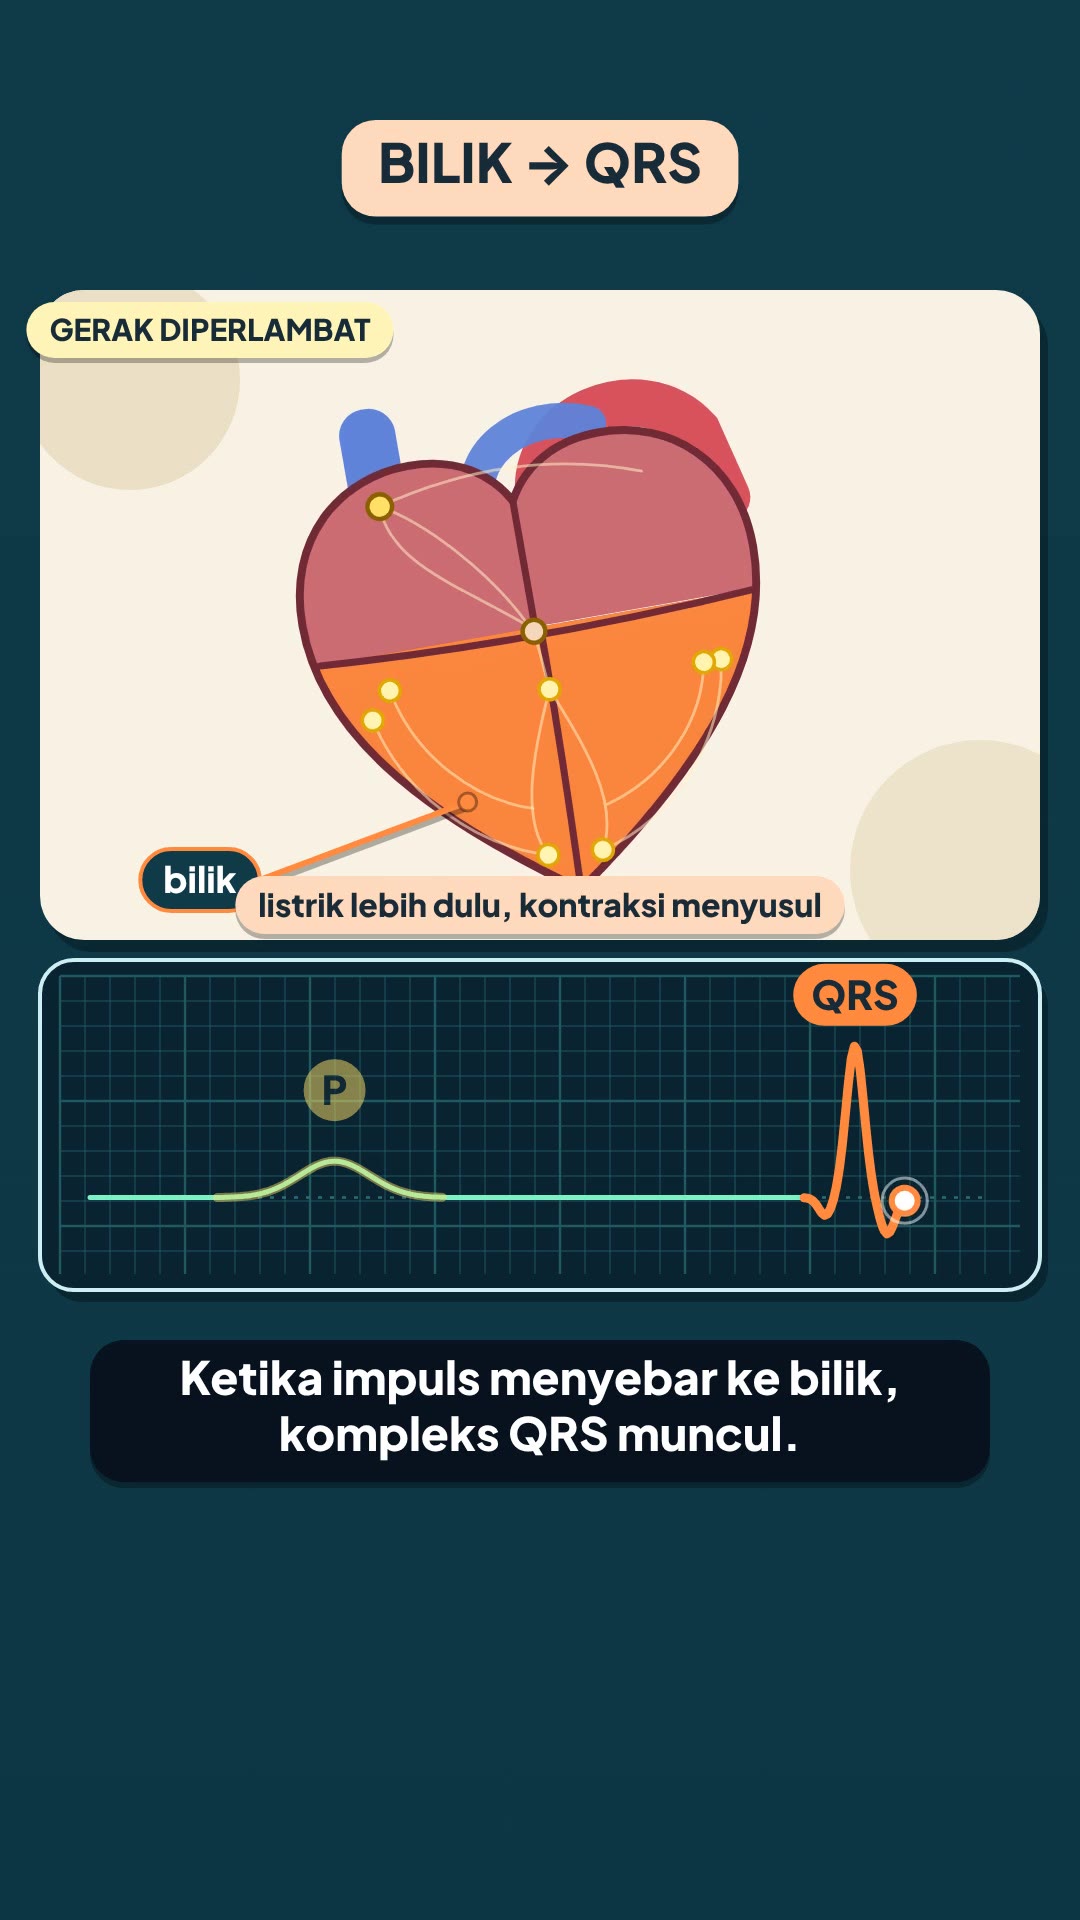 BILIK → QRS
GERAK DIPERLAMBAT
bilik
listrik lebih dulu, kontraksi menyusul
QRS
P
Ketika impuls menyebar ke bilik,
kompleks QRS muncul.